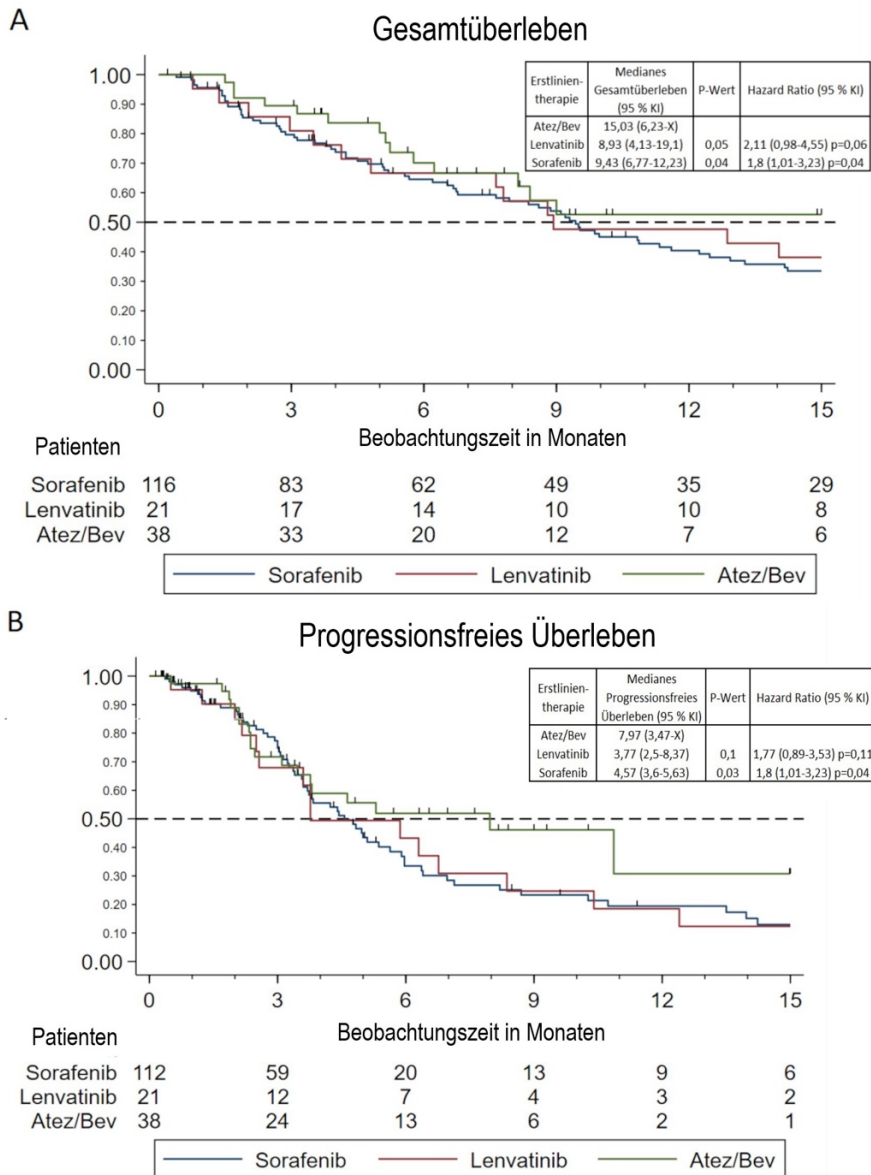 A
Gesamtüberleben
Erstlinien-
therapie
Medianes
Gesamtüberleben
(95 % KI)
P-Wert
Hazard Ratio (95 % KI)
Atez/Bev 15,03 (6,23-X)
Lenvatinib 8,93 (4,13-19,1) 0,05 2,11 (0,98-4,55) p=0,06
Sorafenib 9,43 (6,77-12,23) 0,04 1,8 (1,01-3,23) p=0,04
1.00
0.90
0.80
0.70
0.60
0.50
0.40
0.30
0.20
0.10
0.00
0 3 6 9 12 15
Patienten
Beobachtungszeit in Monaten
Sorafenib 116 83 62 49 35 29
Lenvatinib 21 17 14 10 10 8
Atez/Bev 38 33 20 12 7 6
Sorafenib Lenvatinib Atez/Bev
B
Progressionsfreies Überleben
Erstlinien-
therapie
Medianes
Progressionsfreies
Überleben (95 % KI)
P-Wert
Hazard Ratio (95 % KI)
Atez/Bev 7,97 (3,47-X)
Lenvatinib 3,77 (2,5-8,37) 0,1 1,77 (0,89-3,53) p=0,11
Sorafenib 4,57 (3,6-5,63) 0,03 1,8 (1,01-3,23) p=0,04
1.00
0.90
0.80
0.70
0.60
0.50
0.40
0.30
0.20
0.10
0.00
0 3 6 9 12 15
Patienten
Beobachtungszeit in Monaten
Sorafenib 112 59 20 13 9 6
Lenvatinib 21 12 7 4 3 2
Atez/Bev 38 24 13 6 2 1
Sorafenib Lenvatinib Atez/Bev